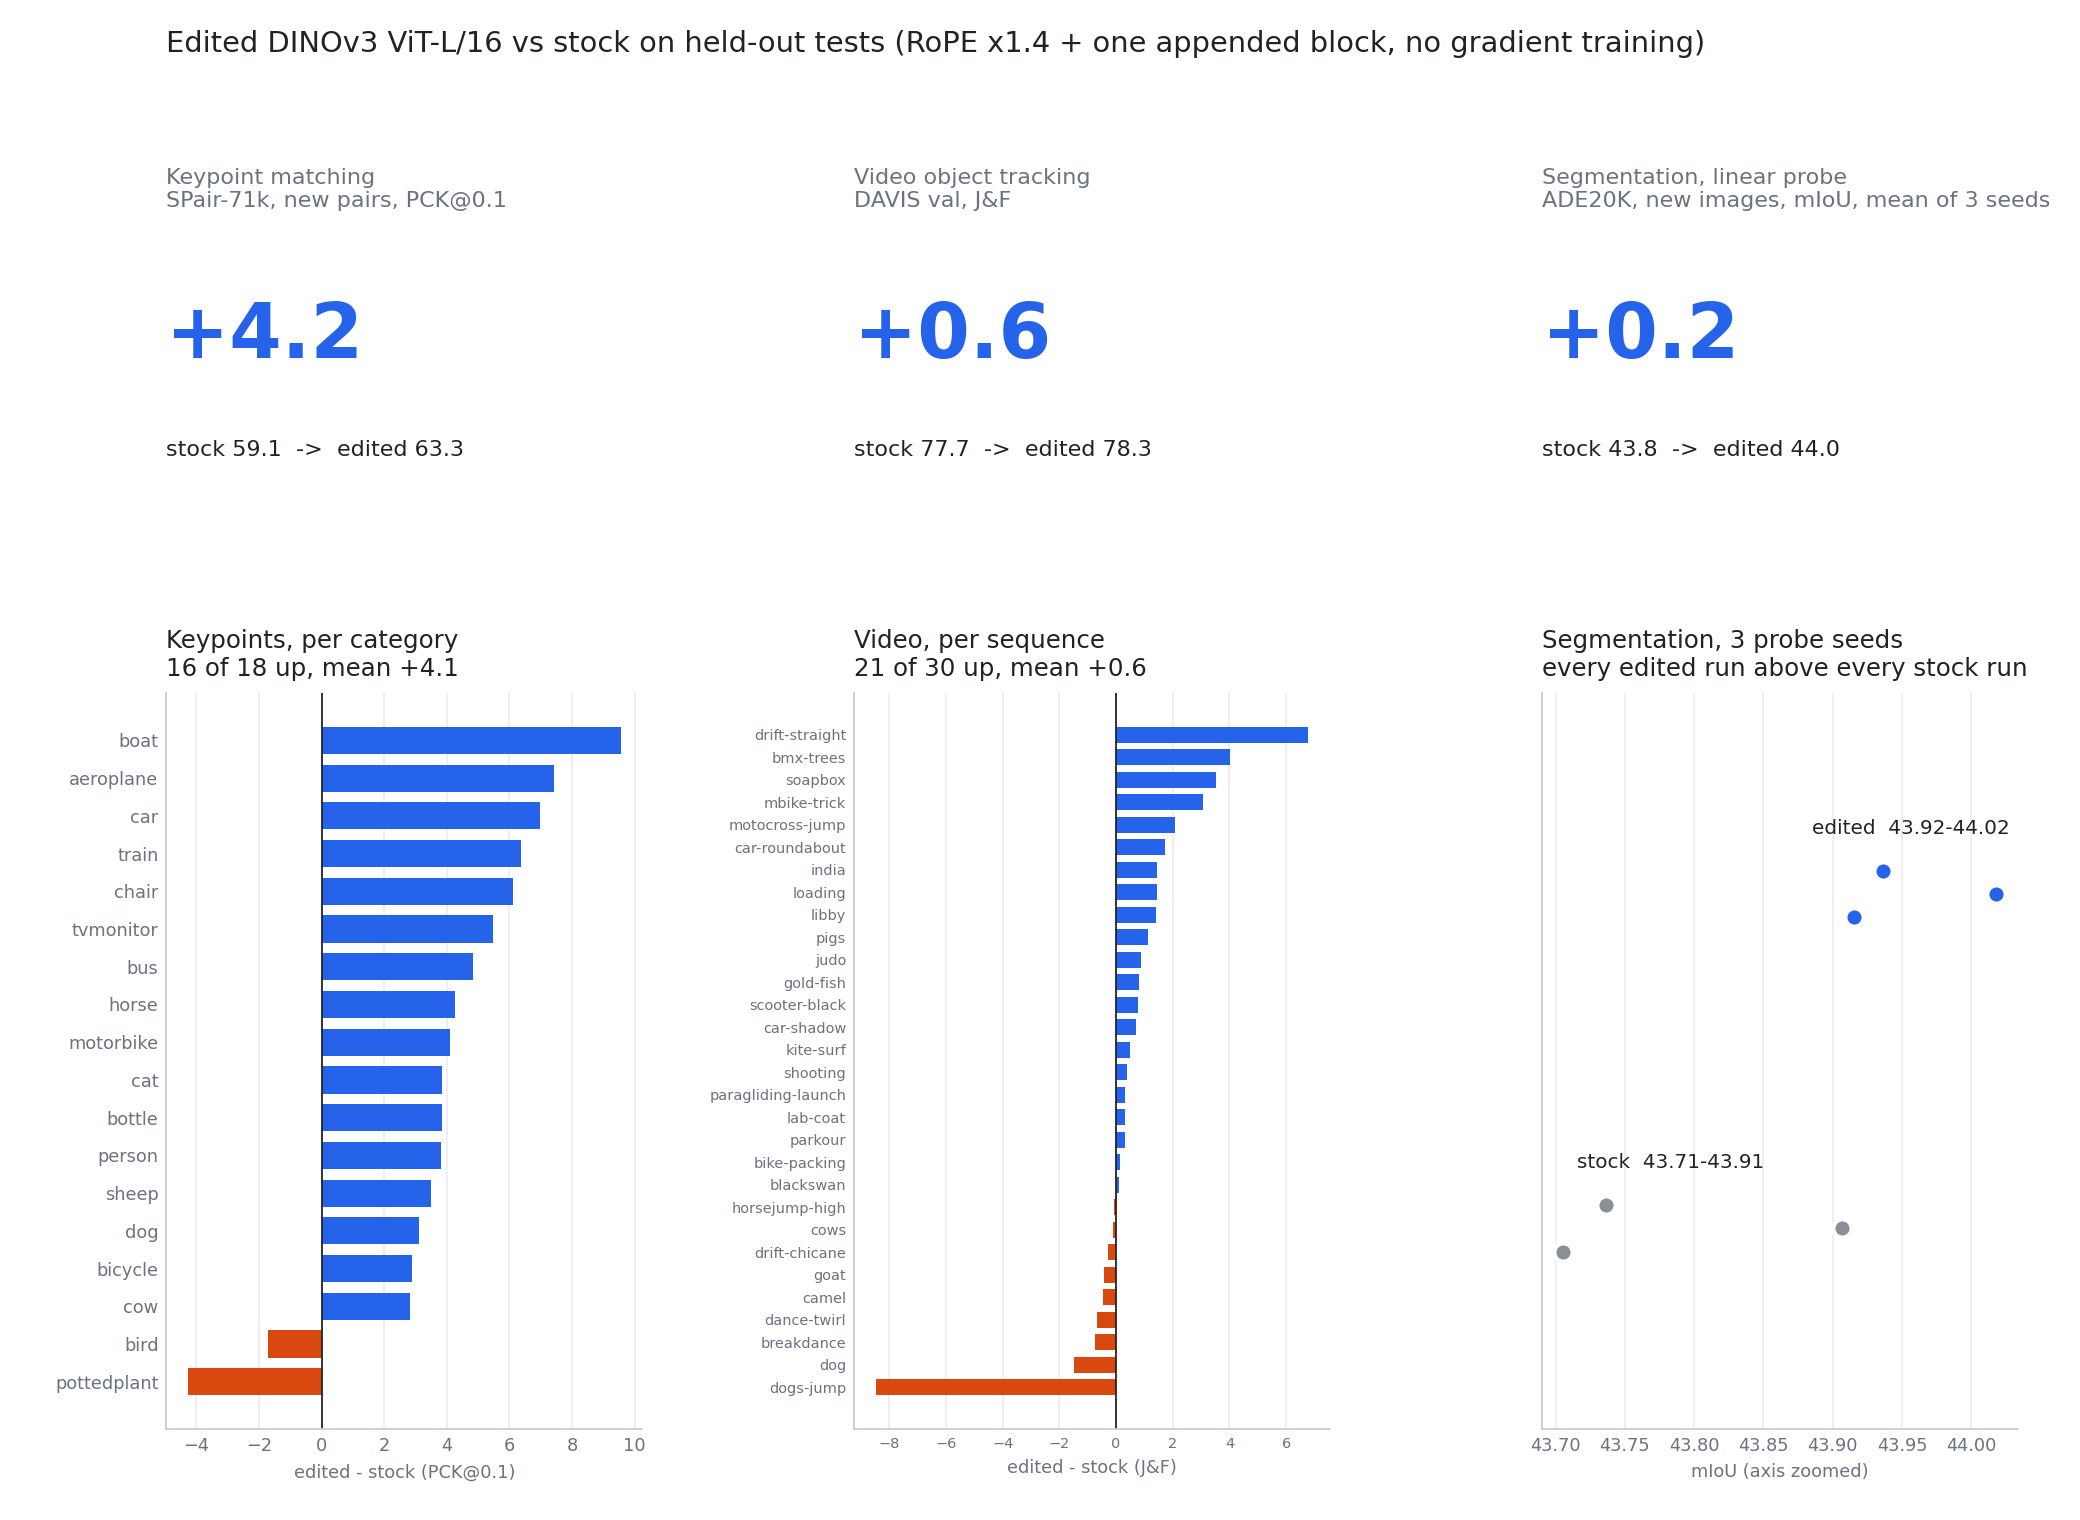 Edited DINOv3 ViT-L/16 vs stock on held-out tests (RoPE x1.4 + one appended block, no gradient training)
Keypoint matching
SPair-71k, new pairs, PCK@0.1
+4.2
stock 59.1 -> edited 63.3
Video object tracking
DAVIS val, J&F
+0.6
stock 77.7 -> edited 78.3
Segmentation, linear probe
ADE20K, new images, mIoU, mean of 3 seeds
+0.2
stock 43.8 -> edited 44.0
Keypoints, per category
16 of 18 up, mean +4.1
boat
aeroplane
car
train
chair
tvmonitor
bus
horse
motorbike
cat
bottle
person
sheep
dog
bicycle
cow
bird
pottedplant
−4 −2 0 2 4 6 8 10
edited - stock (PCK@0.1)
Video, per sequence
21 of 30 up, mean +0.6
drift-straight
bmx-trees
soapbox
mbike-trick
motocross-jump
car-roundabout
india
loading
libby
pigs
judo
gold-fish
scooter-black
car-shadow
kite-surf
shooting
paragliding-launch
lab-coat
parkour
bike-packing
blackswan
horsejump-high
cows
drift-chicane
goat
camel
dance-twirl
breakdance
dog
dogs-jump
−8 −6 −4 −2 0 2 4 6
edited - stock (J&F)
Segmentation, 3 probe seeds
every edited run above every stock run
edited 43.92-44.02
stock 43.71-43.91
43.70 43.75 43.80 43.85 43.90 43.95 44.00
mIoU (axis zoomed)